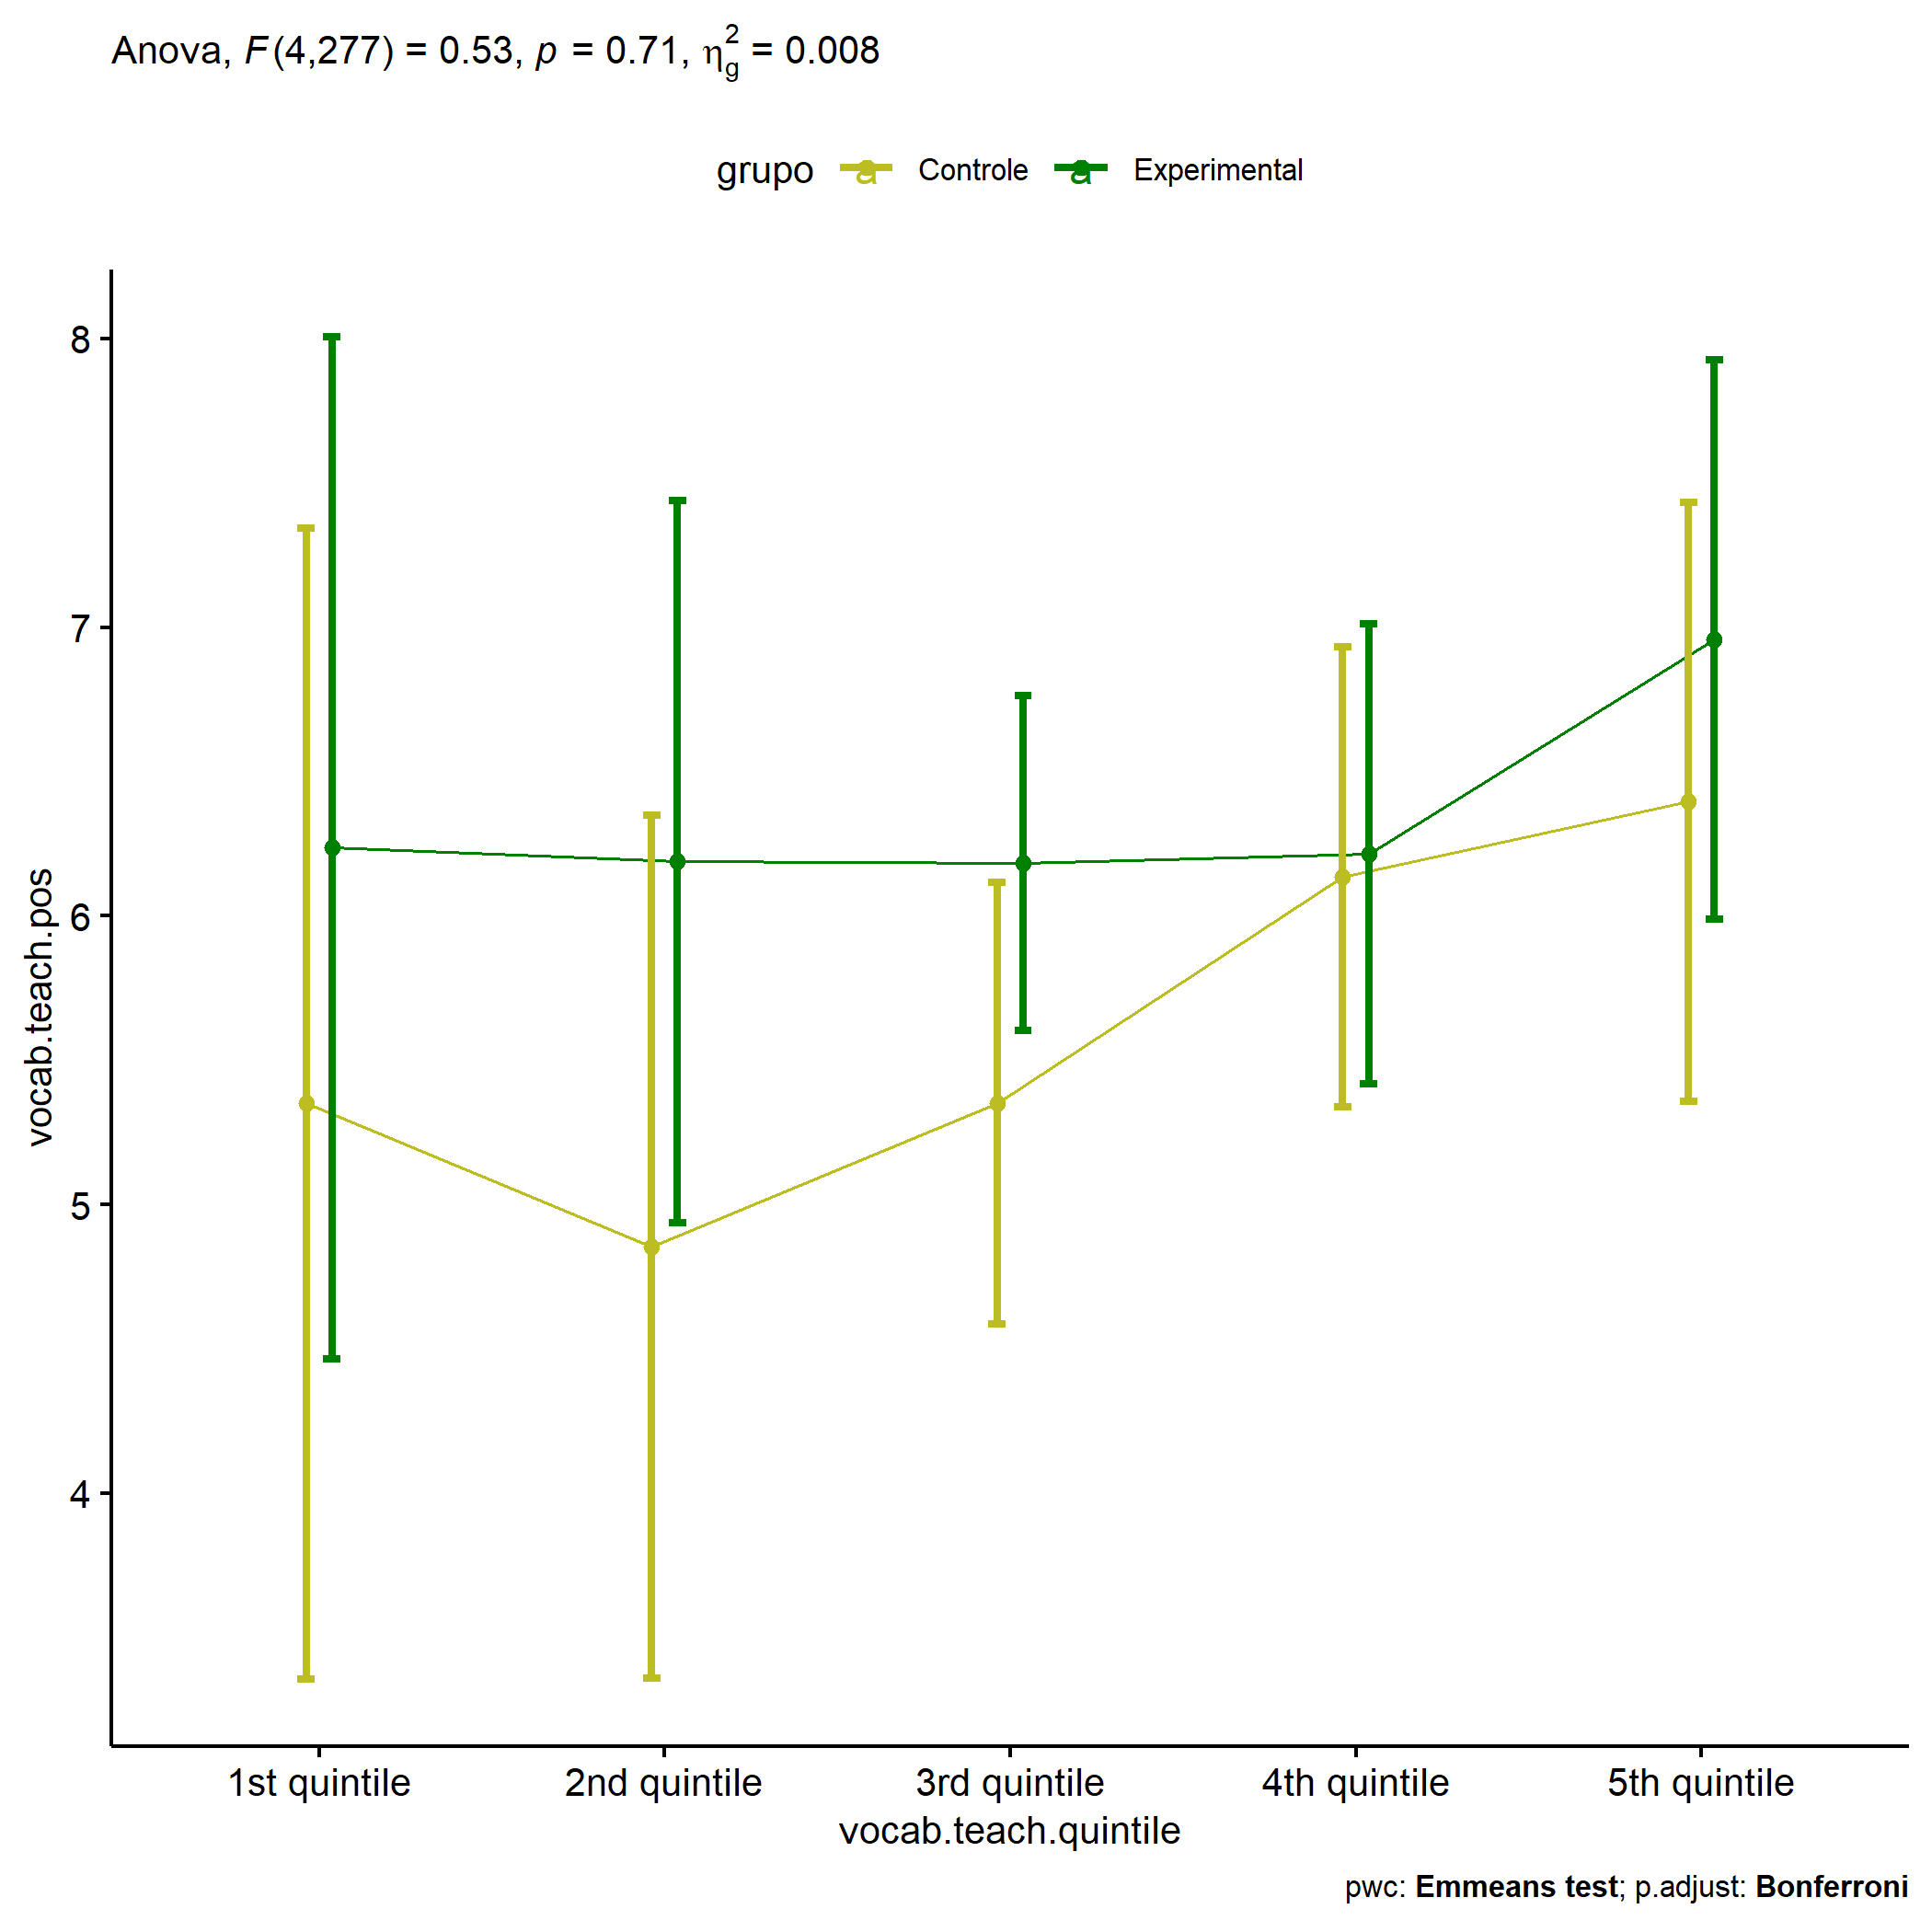 Anova, F(4,277) = 0.53, p = 0.71, η²g = 0.008
grupo a Controle a Experimental
8
7
6
5
4
vocab.teach.pos
1st quintile 2nd quintile 3rd quintile 4th quintile 5th quintile
vocab.teach.quintile
pwc: Emmeans test; p.adjust: Bonferroni